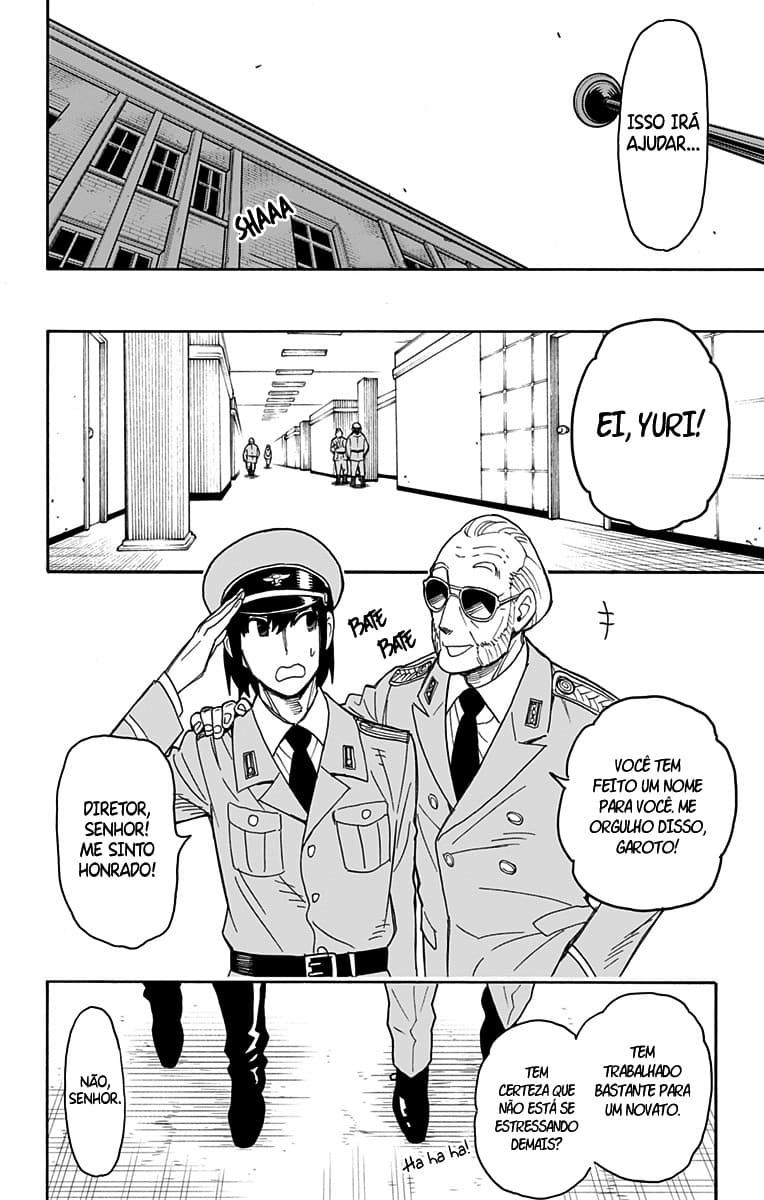 ISSO IRÁ
AJUDAR...
SHAAA
EI, YURI!
BATE
BATE
VOCÊ TEM
FEITO UM NOME
PARA VOCÊ. ME
ORGULHO DISSO,
GAROTO!
DIRETOR,
SENHOR!
ME SINTO
HONRADO!
TEM
TRABALHADO
BASTANTE PARA
UM NOVATO.
TEM
CERTEZA QUE
NÃO ESTÁ SE
ESTRESSANDO
DEMAIS?
Ha ha ha!
NÃO,
SENHOR.